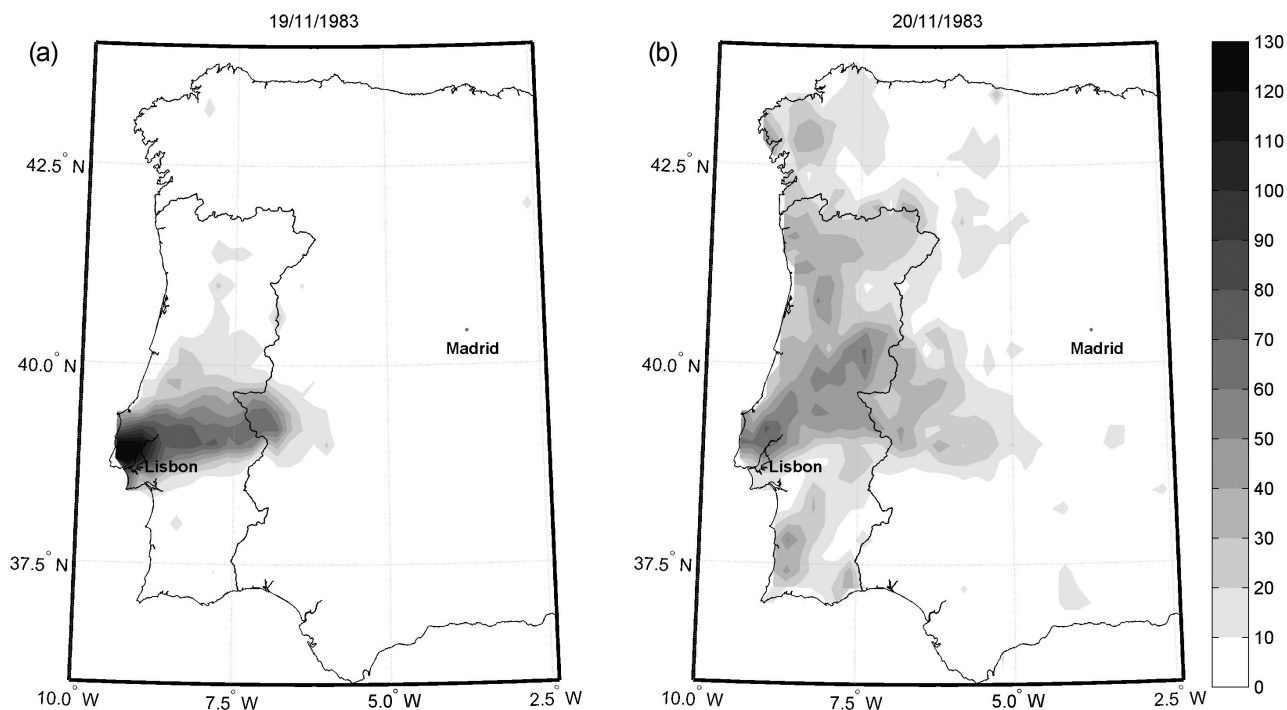 19/11/1983
(a)
42.5° N
40.0° N
37.5° N
Madrid
Lisbon
10.0° W
7.5° W
5.0° W
2.5° W
20/11/1983
(b)
42.5° N
40.0° N
37.5° N
Madrid
Lisbon
10.0° W
7.5° W
5.0° W
2.5° W
130
120
110
100
90
80
70
60
50
40
30
20
10
0